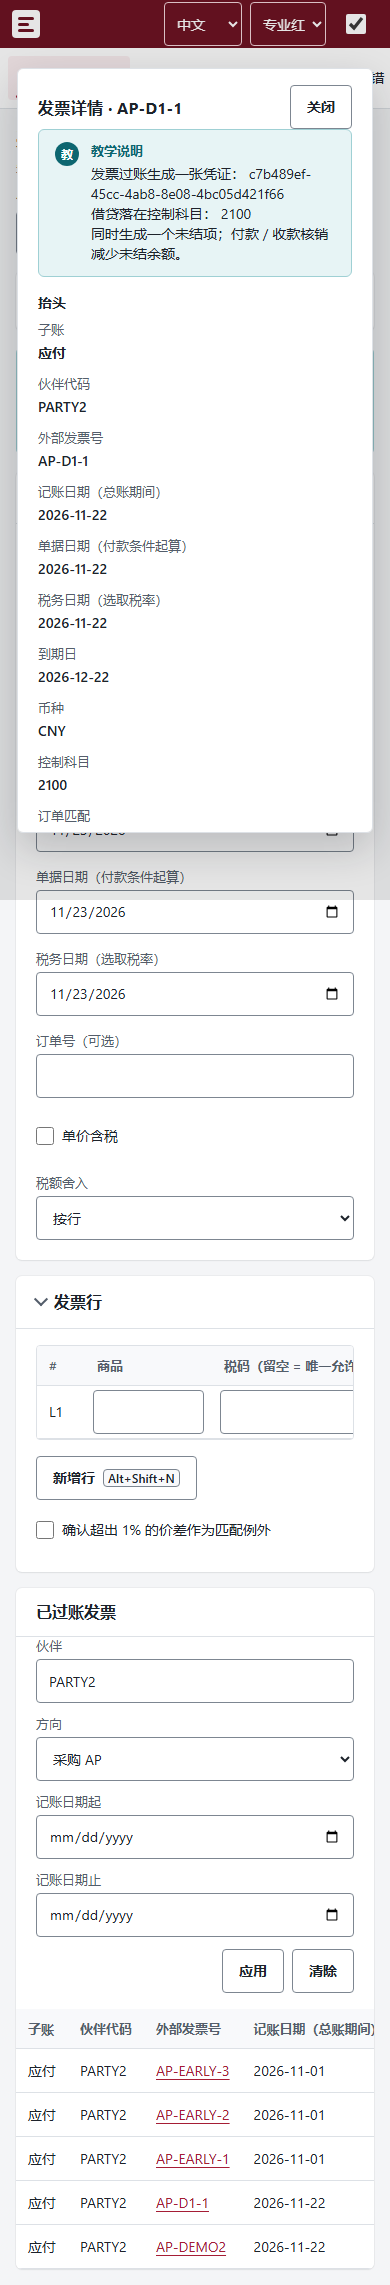 中文
专业红
错
发票详情 · AP-D1-1
关闭
教
教学说明
发票过账生成一张凭证： c7b489ef-
45cc-4ab8-8e08-4bc05d421f66
借贷落在控制科目： 2100
同时生成一个未结项；付款 / 收款核销
减少未结余额。
抬头
子账
应付
伙伴代码
PARTY2
外部发票号
AP-D1-1
记账日期（总账期间）
2026-11-22
单据日期（付款条件起算）
2026-11-22
税务日期（选取税率）
2026-11-22
到期日
2026-12-22
币种
CNY
控制科目
2100
订单匹配
11/23/2026
单据日期（付款条件起算）
11/23/2026
税务日期（选取税率）
11/23/2026
订单号（可选）
单价含税
税额舍入
按行
发票行
# 商品 税码（留空 = 唯一允许
L1
新增行 Alt+Shift+N
确认超出 1% 的价差作为匹配例外
已过账发票
伙伴
PARTY2
方向
采购 AP
记账日期起
mm/dd/yyyy
记账日期止
mm/dd/yyyy
应用 清除
子账 伙伴代码 外部发票号 记账日期（总账期间）
应付 PARTY2 AP-EARLY-3 2026-11-01
应付 PARTY2 AP-EARLY-2 2026-11-01
应付 PARTY2 AP-EARLY-1 2026-11-01
应付 PARTY2 AP-D1-1 2026-11-22
应付 PARTY2 AP-DEMO2 2026-11-22